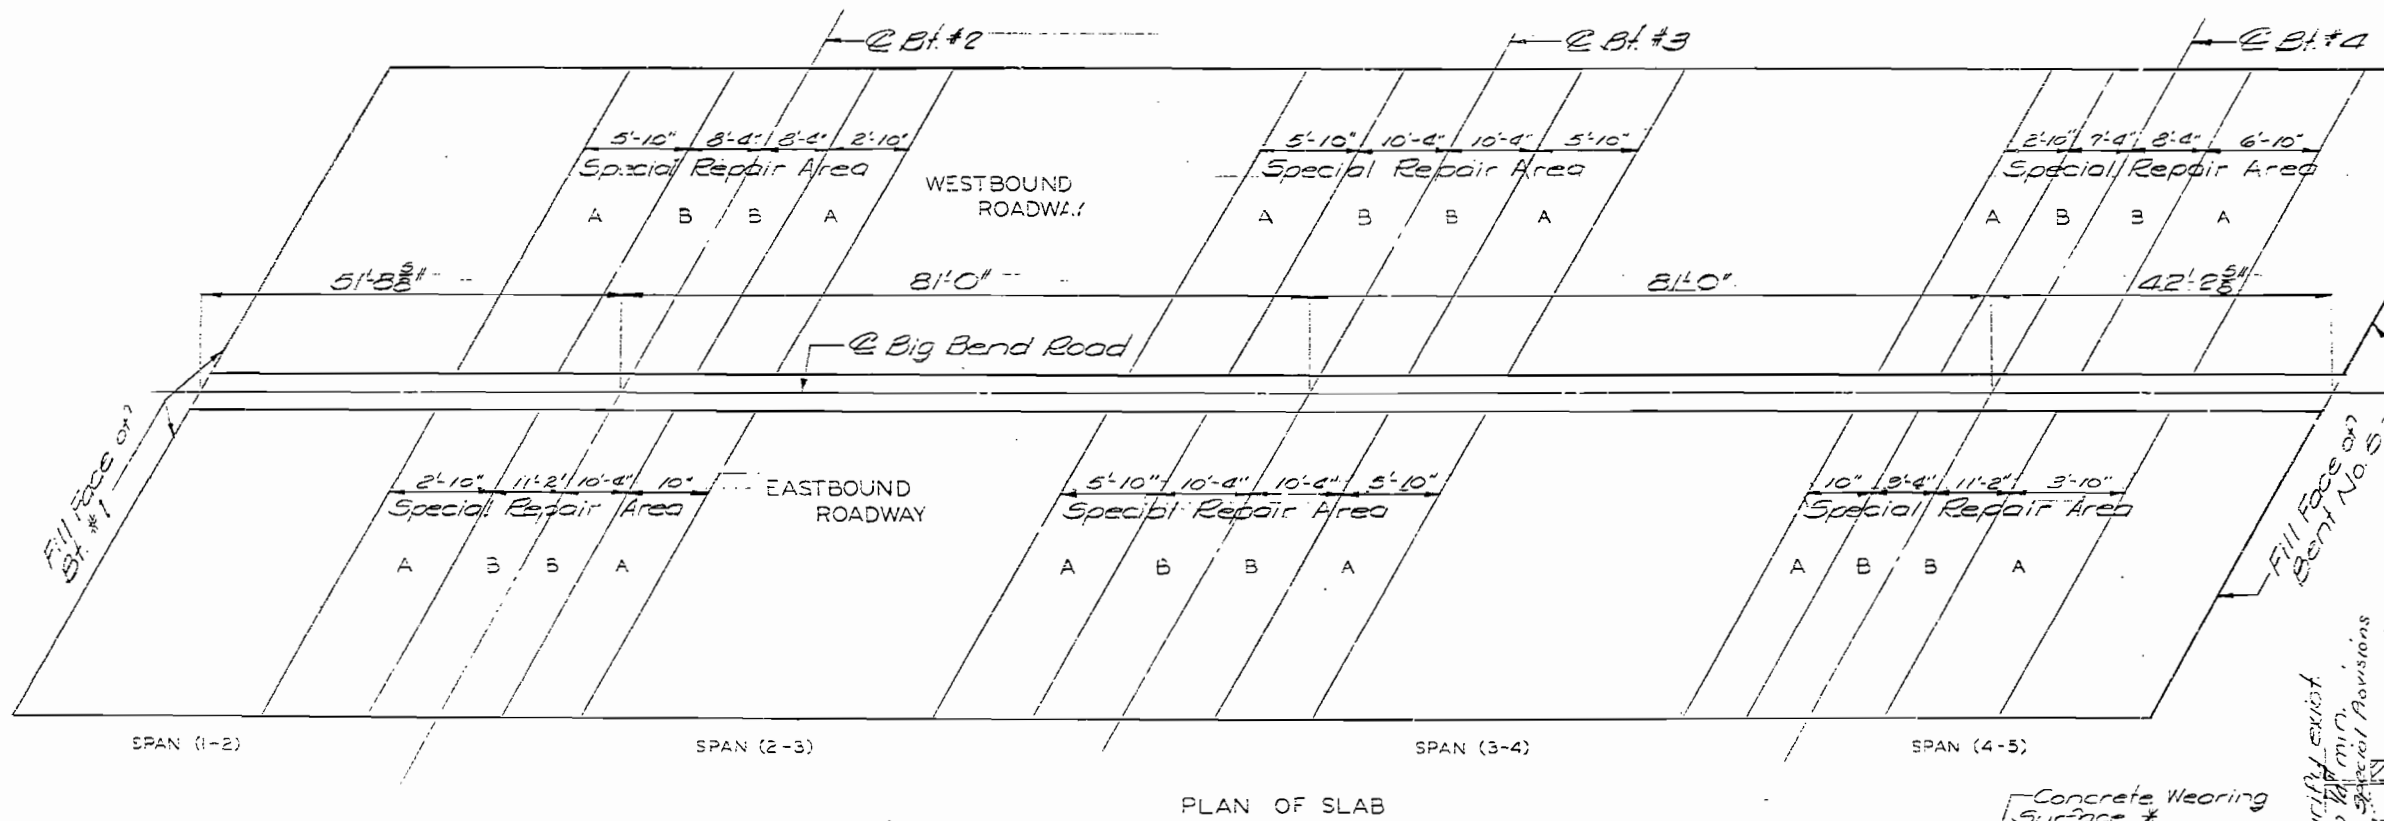 ℄ Bt. #2
℄ Bt. #3
℄ Bt. #4
5'-10" 8'-4" 8'-4" 2'-10"
Special Repair Area
A B B A
WESTBOUND
ROADWAY
5'-10" 10'-4" 10'-4" 5'-10"
Special Repair Area
A B B A
2'-10" 7'-4" 8'-4" 6'-10"
Special Repair Area
A B B A
51'-8⅝" 81'-0" 81'-0" 42'-2⅝"
℄ Big Bend Road
Fill Face on
Bt. #1
2'-10" 11'-2" 10'-4" 10"
Special Repair Area
A B B A
EASTBOUND
ROADWAY
5'-10" 10'-4" 10'-4" 5'-10"
Special Repair Area
A B B A
10" 9'-4" 11'-2" 3'-10"
Special Repair Area
A B B A
Fill Face on
Bent No. 5
SPAN (1-2) SPAN (2-3) SPAN (3-4) SPAN (4-5)
PLAN OF SLAB
Concrete Wearing
Surface *
exist.
min.
Special Provisions